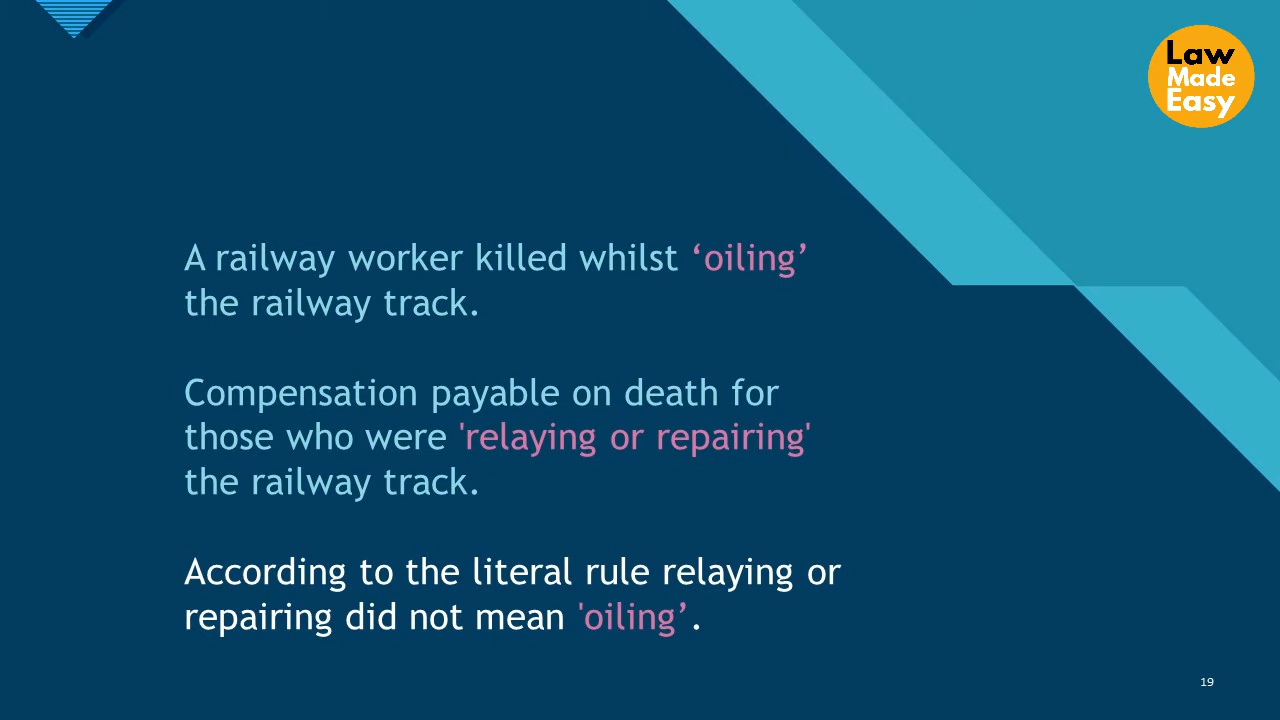 Law
Made
Easy
A railway worker killed whilst ‘oiling’
the railway track.
Compensation payable on death for
those who were 'relaying or repairing'
the railway track.
According to the literal rule relaying or
repairing did not mean 'oiling’.
19